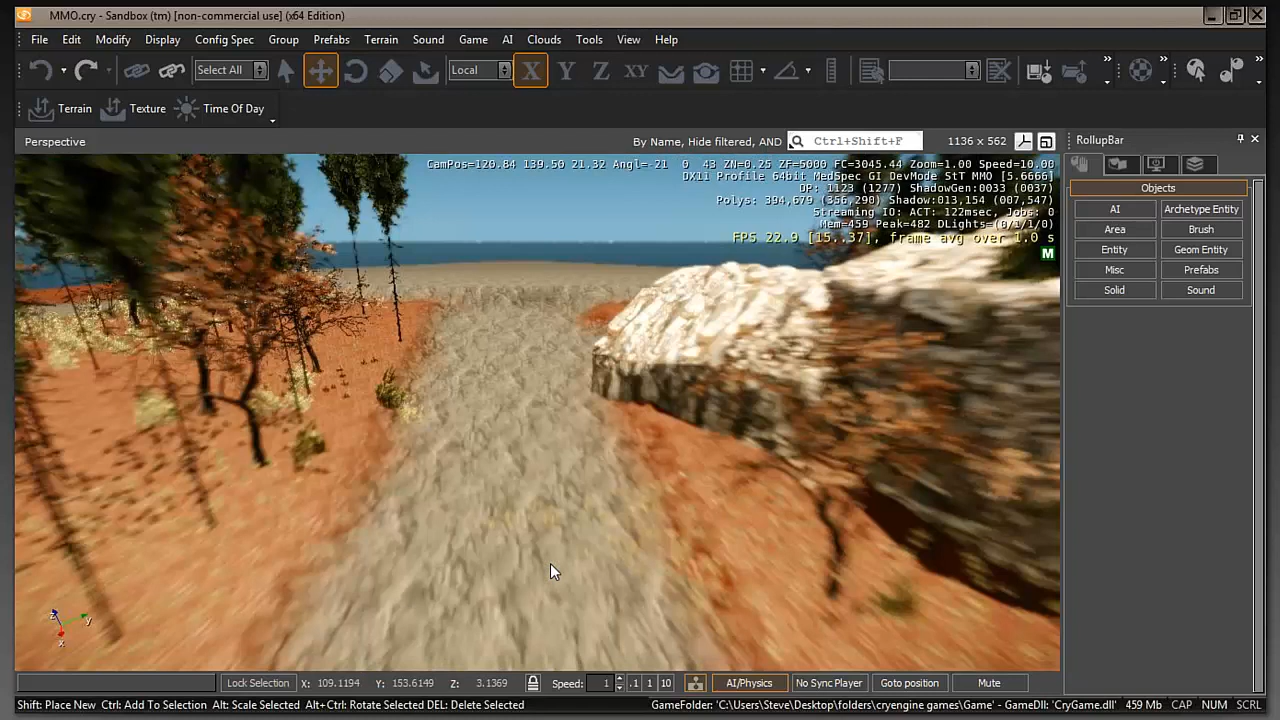 MMO.cry - Sandbox (tm) [non-commercial use] (x64 Edition)
File Edit Modify Display Config Spec Group Prefabs Terrain Sound Game AI Clouds Tools View Help
Select All Local X Y Z XY
Terrain Texture Time Of Day
Perspective By Name, Hide filtered, AND Ctrl+Shift+F 1136 x 562 RollupBar
CamPos=120.84 139.50 21.32 Angl=-21 0 43 ZN=0.25 ZF=5000 FC=3045.44 Zoom=1.00 Speed=10.00
DX11 Profile 64bit MedSpec GI DevMode StT MMO [5.6666]
DP: 1123 (1277) ShadowGen:0033 (0037)
Polys: 394,679 (356,290) Shadow:013,154 (007,547)
Streaming IO: ACT: 122msec, Jobs: 0
Mem=459 Peak=482 DLights=(0/1/1/0)
FPS 22.9 [15..37], frame avg over 1.0 s
M
Objects
AI Archetype Entity
Area Brush
Entity Geom Entity
Misc Prefabs
Solid Sound
z y
x
Lock Selection X: 109.1194 Y: 153.6149 Z: 3.1369 Speed: 1 .1 1 10 AI/Physics No Sync Player Goto position Mute
Shift: Place New Ctrl: Add To Selection Alt: Scale Selected Alt+Ctrl: Rotate Selected DEL: Delete Selected GameFolder: 'C:\Users\Steve\Desktop\folders\cryengine games\Game' - GameDll: 'CryGame.dll' 459 Mb CAP NUM SCRL